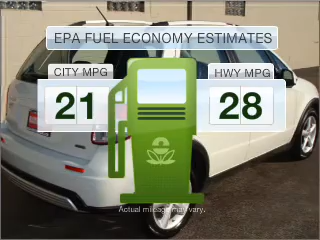 EPA FUEL ECONOMY ESTIMATES
CITY MPG
HWY MPG
21
28
Actual mileage may vary.